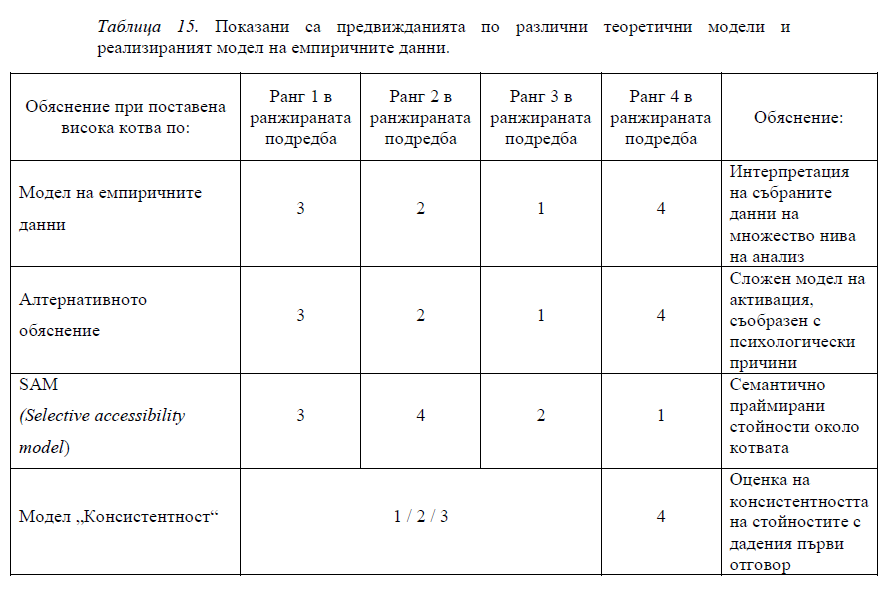 Таблица 15. Показани са предвижданията по различни теоретични модели и
реализираният модел на емпиричните данни.
Обяснение при поставена
висока котва по:
Ранг 1 в
ранжираната
подредба
Ранг 2 в
ранжираната
подредба
Ранг 3 в
ранжираната
подредба
Ранг 4 в
ранжираната
подредба
Обяснение:
Модел на емпиричните
данни
3
2
1
4
Интерпретация
на събраните
данни на
множество нива
на анализ
Алтернативното
обяснение
3
2
1
4
Сложен модел на
активация,
съобразен с
психологически
причини
SAM
(Selective accessibility
model)
3
4
2
1
Семантично
праймирани
стойности около
котвата
Модел „Консистентност“
1 / 2 / 3
4
Оценка на
консистентността
на стойностите с
дадения първи
отговор